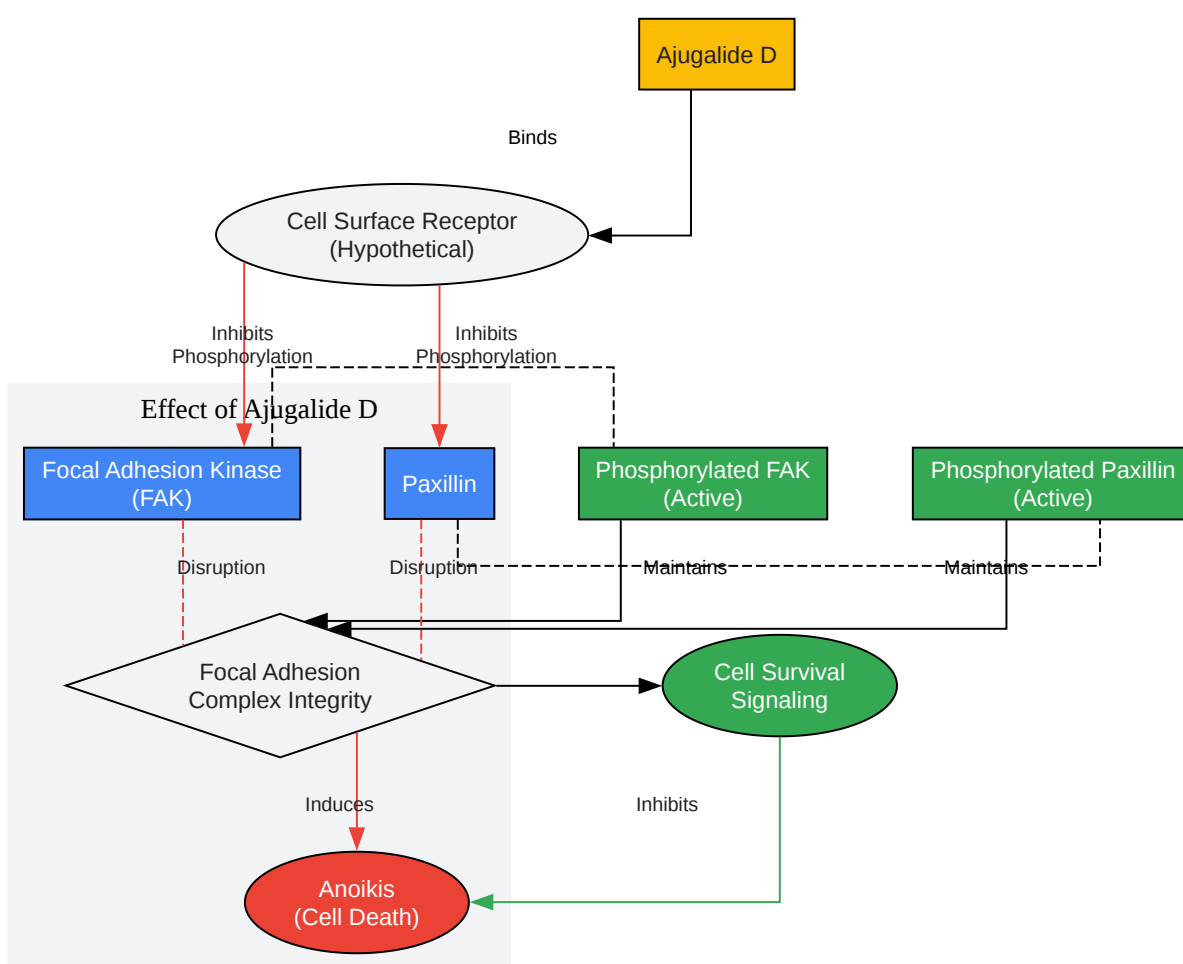 Ajugalide D
Binds
Cell Surface Receptor
(Hypothetical)
Inhibits
Phosphorylation
Inhibits
Phosphorylation
Effect of Ajugalide D
Focal Adhesion Kinase
(FAK)
Paxillin
Phosphorylated FAK
(Active)
Phosphorylated Paxillin
(Active)
Disruption
Disruption
Maintains
Maintains
Focal Adhesion
Complex Integrity
Cell Survival
Signaling
Induces
Inhibits
Anoikis
(Cell Death)